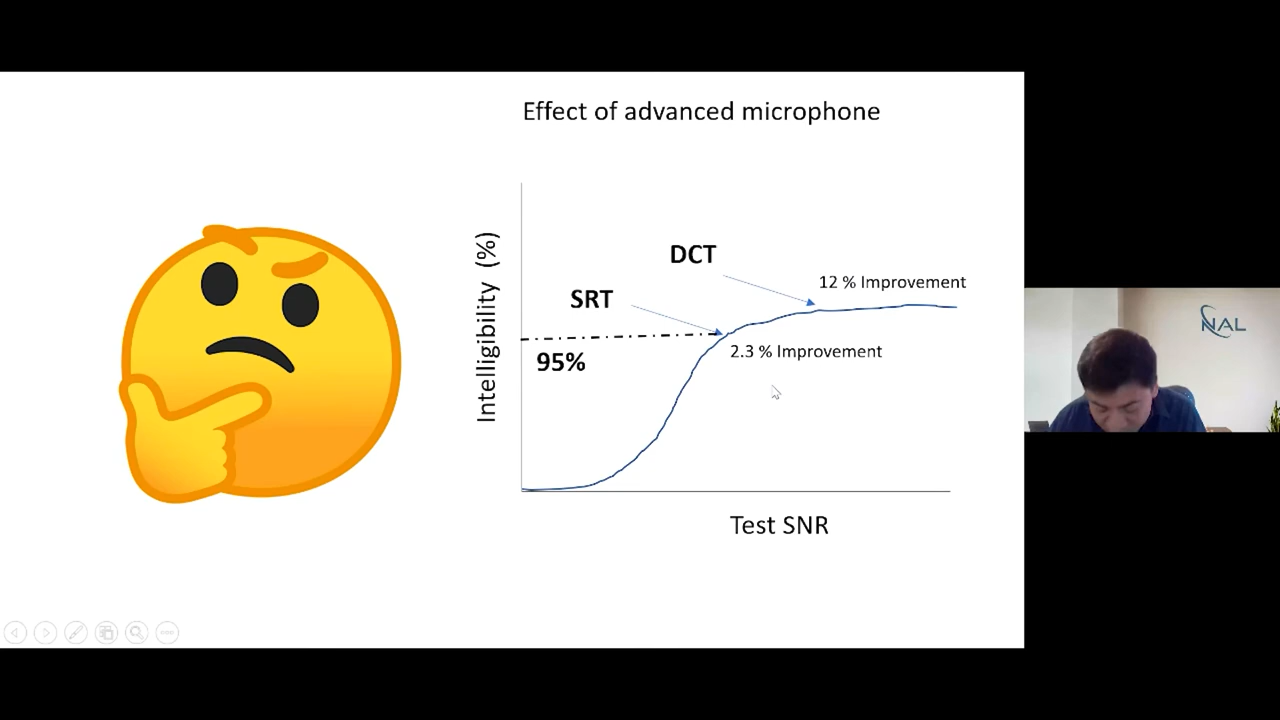 Effect of advanced microphone
Intelligibility (%)
DCT
12 % Improvement
SRT
2.3 % Improvement
95%
Test SNR
NAL